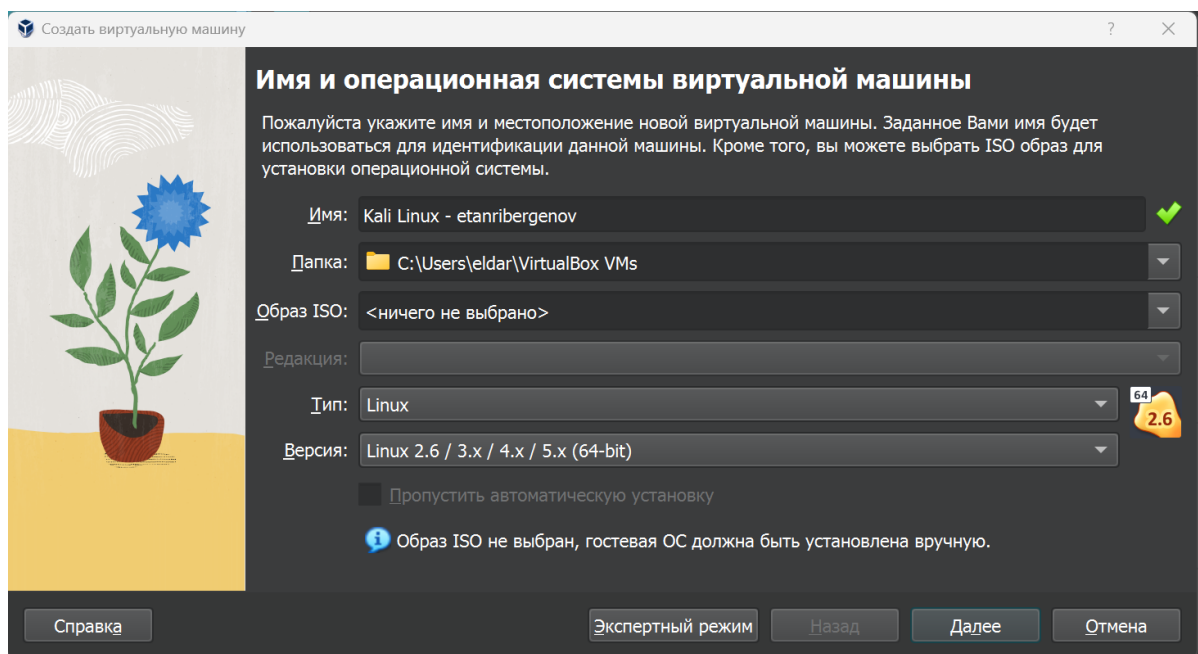 Создать виртуальную машину
?
Имя и операционная системы виртуальной машины
Пожалуйста укажите имя и местоположение новой виртуальной машины. Заданное Вами имя будет
использоваться для идентификации данной машины. Кроме того, вы можете выбрать ISO образ для
установки операционной системы.
Имя: Kali Linux - etanribergenov
Папка: C:\Users\eldar\VirtualBox VMs
Образ ISO: <ничего не выбрано>
Редакция:
Тип: Linux
64
2.6
Версия: Linux 2.6 / 3.x / 4.x / 5.x (64-bit)
Пропустить автоматическую установку
Образ ISO не выбран, гостевая ОС должна быть установлена вручную.
Справка Экспертный режим Назад Далее Отмена